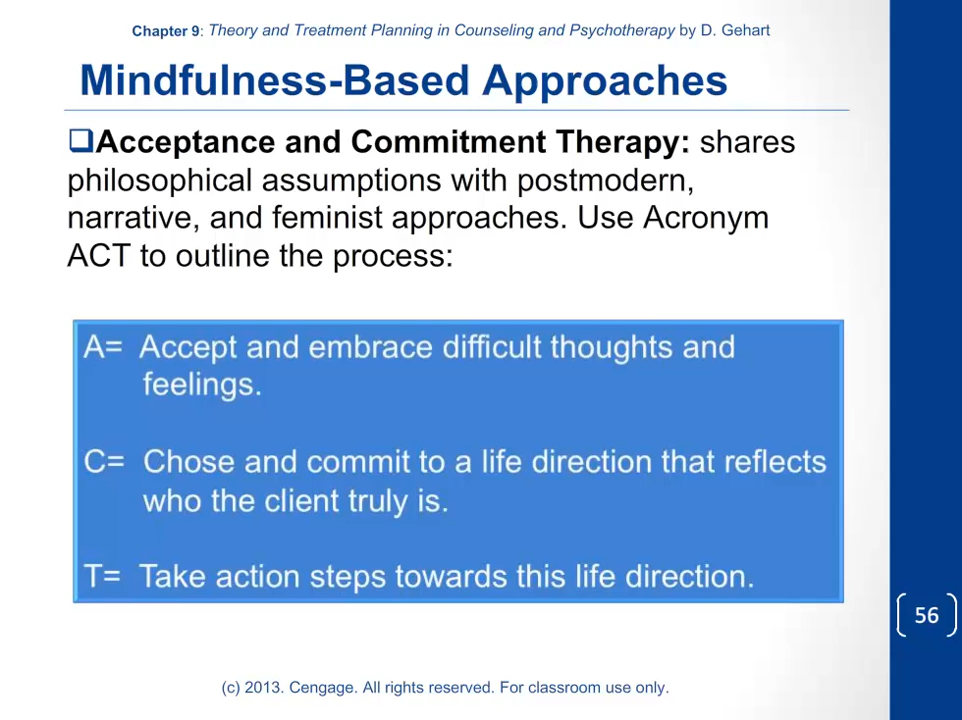 Chapter 9: Theory and Treatment Planning in Counseling and Psychotherapy by D. Gehart
Mindfulness-Based Approaches
❑Acceptance and Commitment Therapy: shares
philosophical assumptions with postmodern,
narrative, and feminist approaches. Use Acronym
ACT to outline the process:
A= Accept and embrace difficult thoughts and
feelings.
C= Chose and commit to a life direction that reflects
who the client truly is.
T= Take action steps towards this life direction.
56
(c) 2013. Cengage. All rights reserved. For classroom use only.